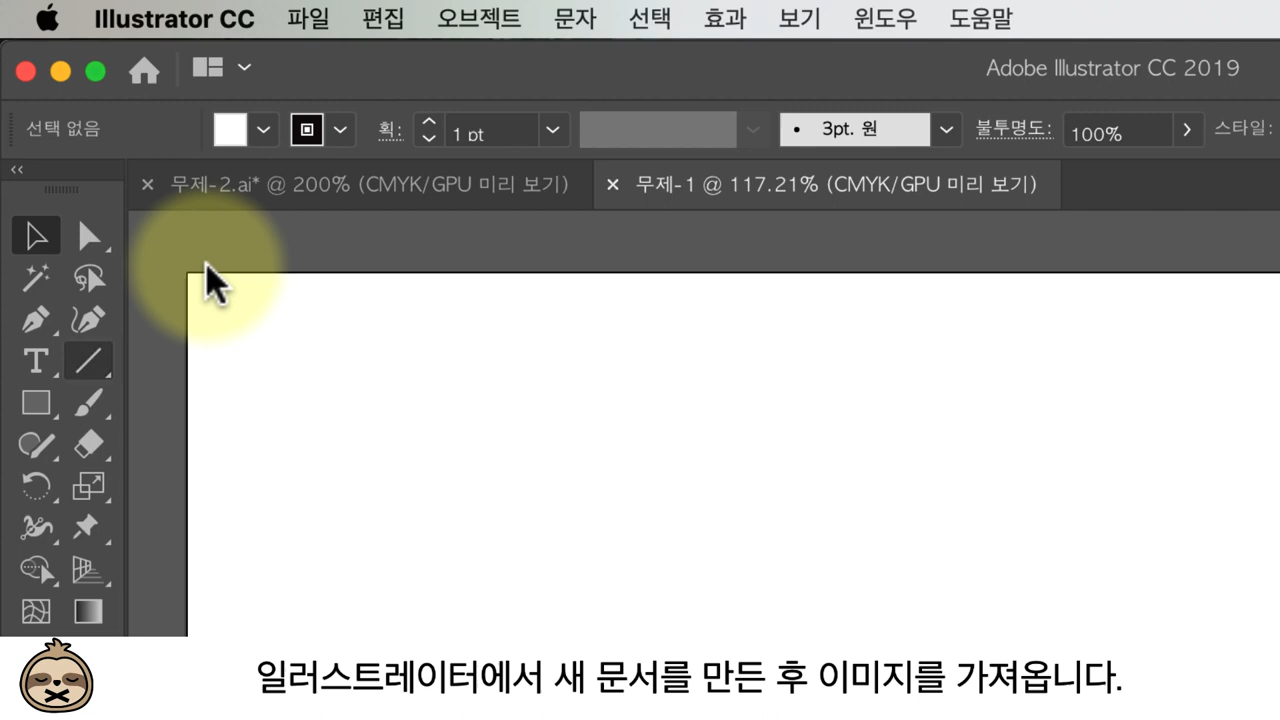 Illustrator CC 파일 편집 오브젝트 문자 선택 효과 보기 윈도우 도움말
Adobe Illustrator CC 2019
선택 없음 획: 1 pt 3pt. 원 불투명도: 100% 스타일:
무제-2.ai* @ 200% (CMYK/GPU 미리 보기) 무제-1 @ 117.21% (CMYK/GPU 미리 보기)
일러스트레이터에서 새 문서를 만든 후 이미지를 가져옵니다.